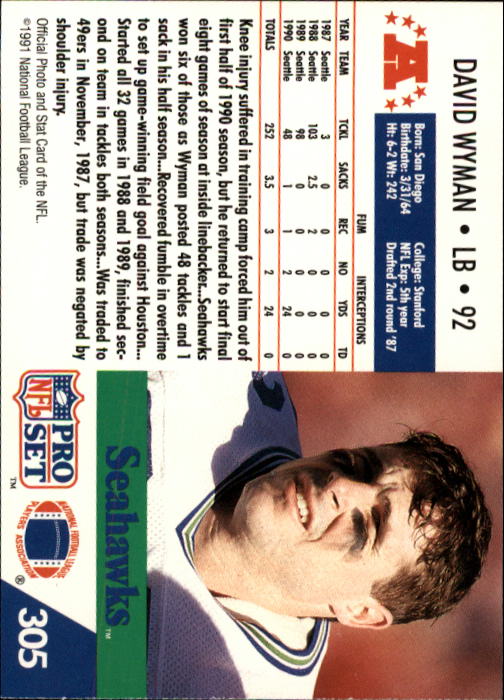 DAVID WYMAN • LB • 92
A
Born: San Diego
Birthdate: 3/31/64
Ht: 6-2 Wt: 242
College: Stanford
NFL Exp: 5th year
Drafted 2nd round '87
FUM INTERCEPTIONS
YEAR TEAM TCKL SACKS REC NO YDS TD
1987 Seattle 3 0 0 0 0 0
1988 Seattle 103 2.5 2 0 0 0
1989 Seattle 98 0 0 0 0 0
1990 Seattle 48 1 1 2 24 0
TOTALS 252 3.5 3 2 24 0
Knee injury suffered in training camp forced him out of
first half of 1990 season, but he returned to start final
eight games of season at inside linebacker...Seahawks
won six of those as Wyman posted 48 tackles and 1
sack in his half season...Recovered fumble in overtime
to set up game-winning field goal against Houston...
Started all 32 games in 1988 and 1989, finished sec-
ond on team in tackles both seasons...Was traded to
49ers in November, 1987, but trade was negated by
shoulder injury.
Official Photo and Stat Card of the NFL.
©1991 National Football League.
Seahawks™
PRO
NFL SET™
NATIONAL FOOTBALL LEAGUE
PLAYERS ASSOCIATION
®
305